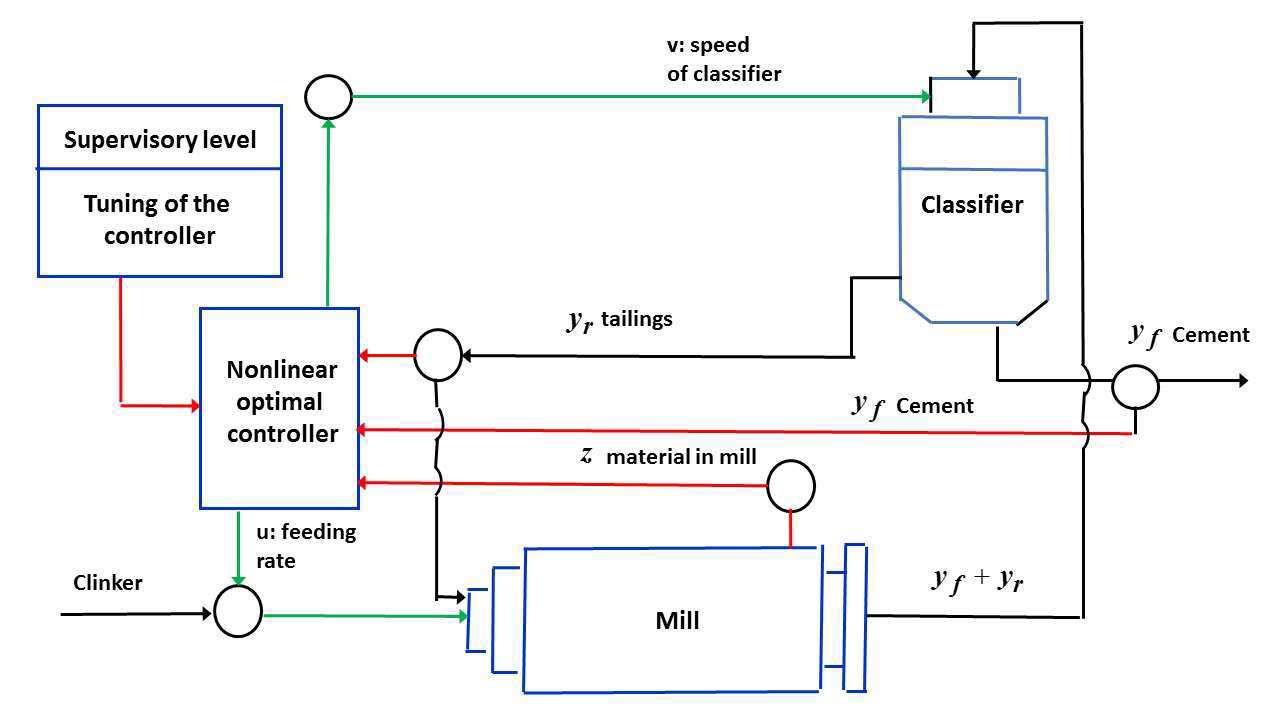 v: speed
of classifier
Supervisory level
Tuning of the
controller
Classifier
y_r tailings
y_f Cement
Nonlinear
optimal
controller
y_f Cement
z material in mill
u: feeding
rate
Clinker
y_f + y_r
Mill